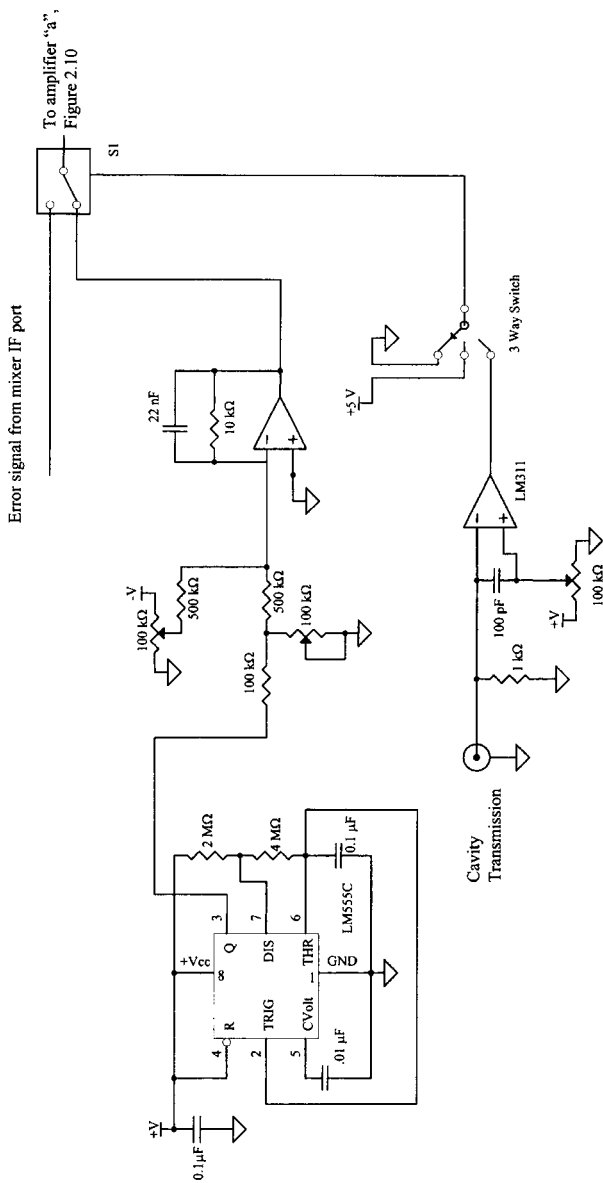 Error signal from mixer IF port
To amplifier “a”,
Figure 2.10
S1
22 nF
10 kΩ
−
+
-V
100 kΩ
500 kΩ
500 kΩ
100 kΩ
100 kΩ
+V
0.1µF
+Vcc
4
R
8
3
Q
2
TRIG
DIS
7
5
CVolt
1
THR
6
GND
.01 µF
LM555C
0.1 µF
2 MΩ
4 MΩ
+5 V
3 Way Switch
LM311
−
+
100 pF
+V
100 kΩ
1 kΩ
Cavity
Transmission